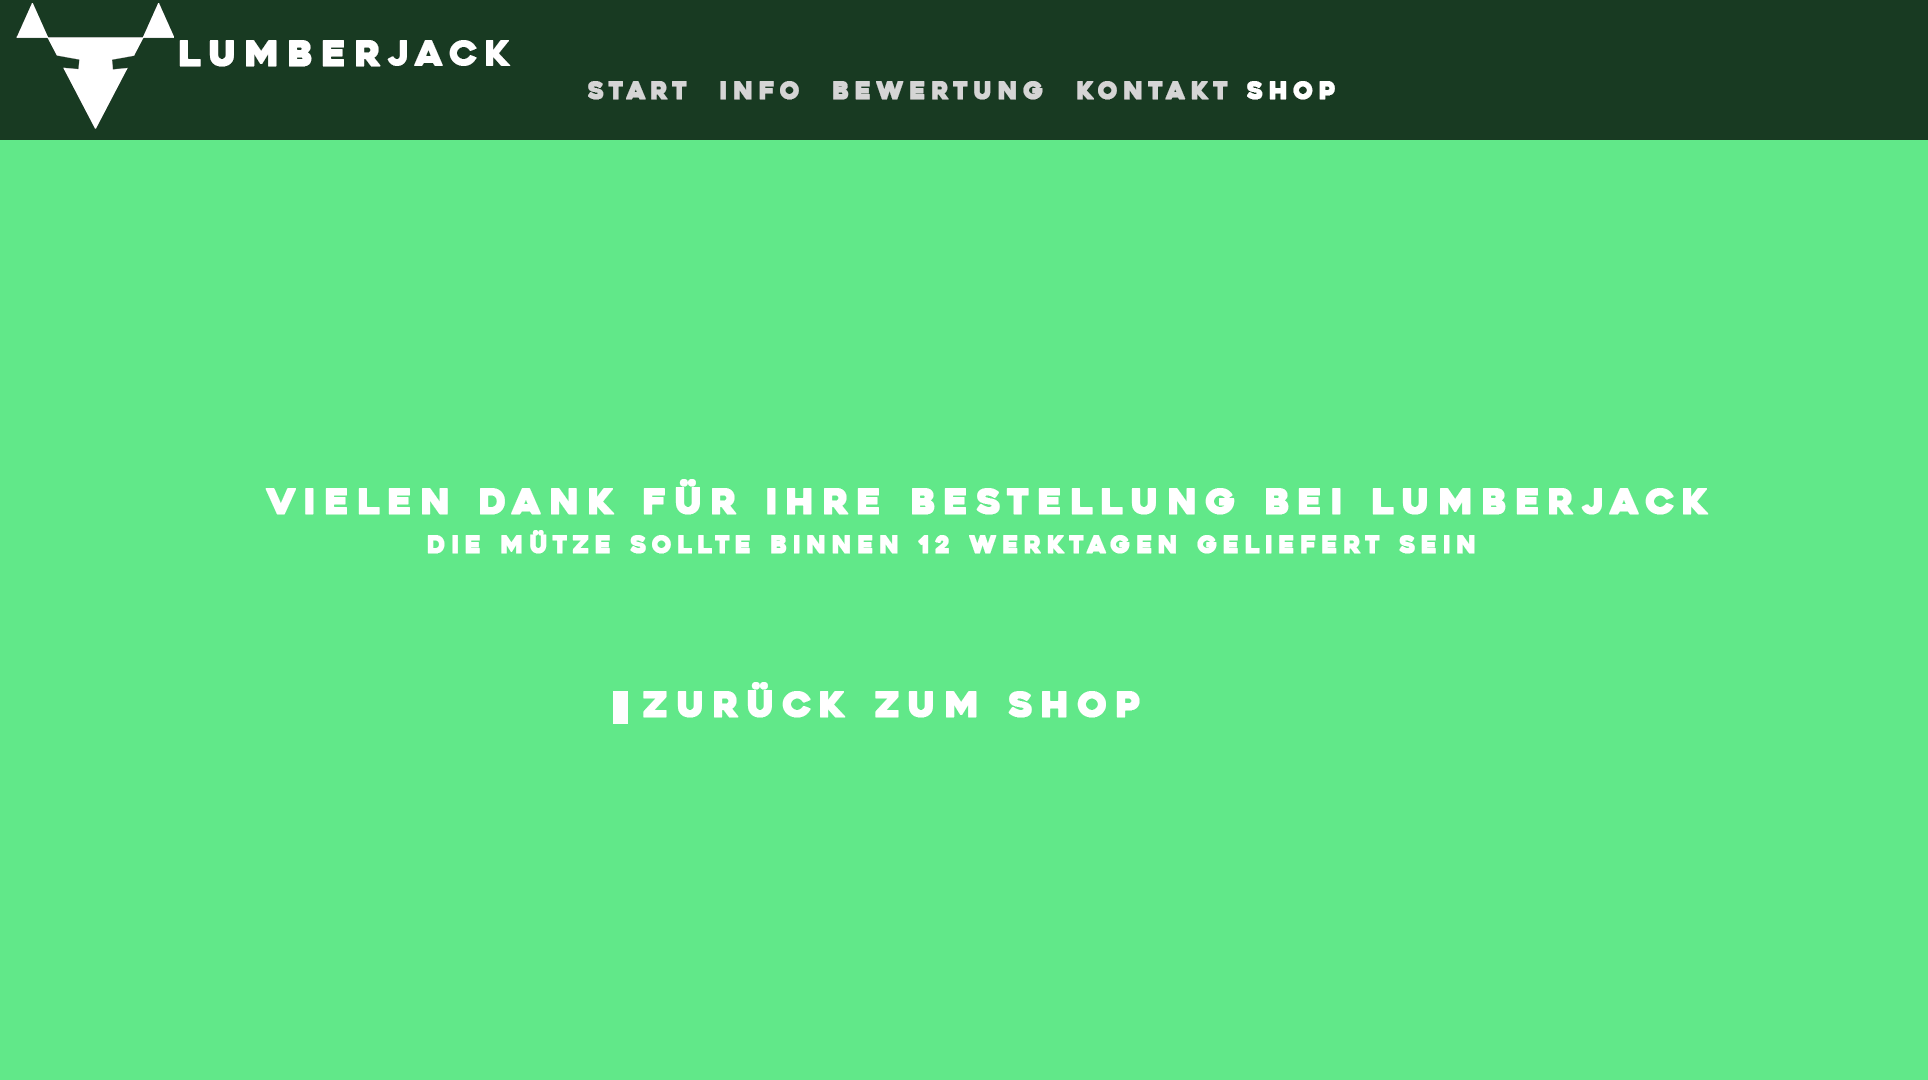 LUMBERJACK
START INFO BEWERTUNG KONTAKT SHOP
VIELEN DANK FÜR IHRE BESTELLUNG BEI LUMBERJACK
DIE MÜTZE SOLLTE BINNEN 12 WERKTAGEN GELIEFERT SEIN
ZURÜCK ZUM SHOP